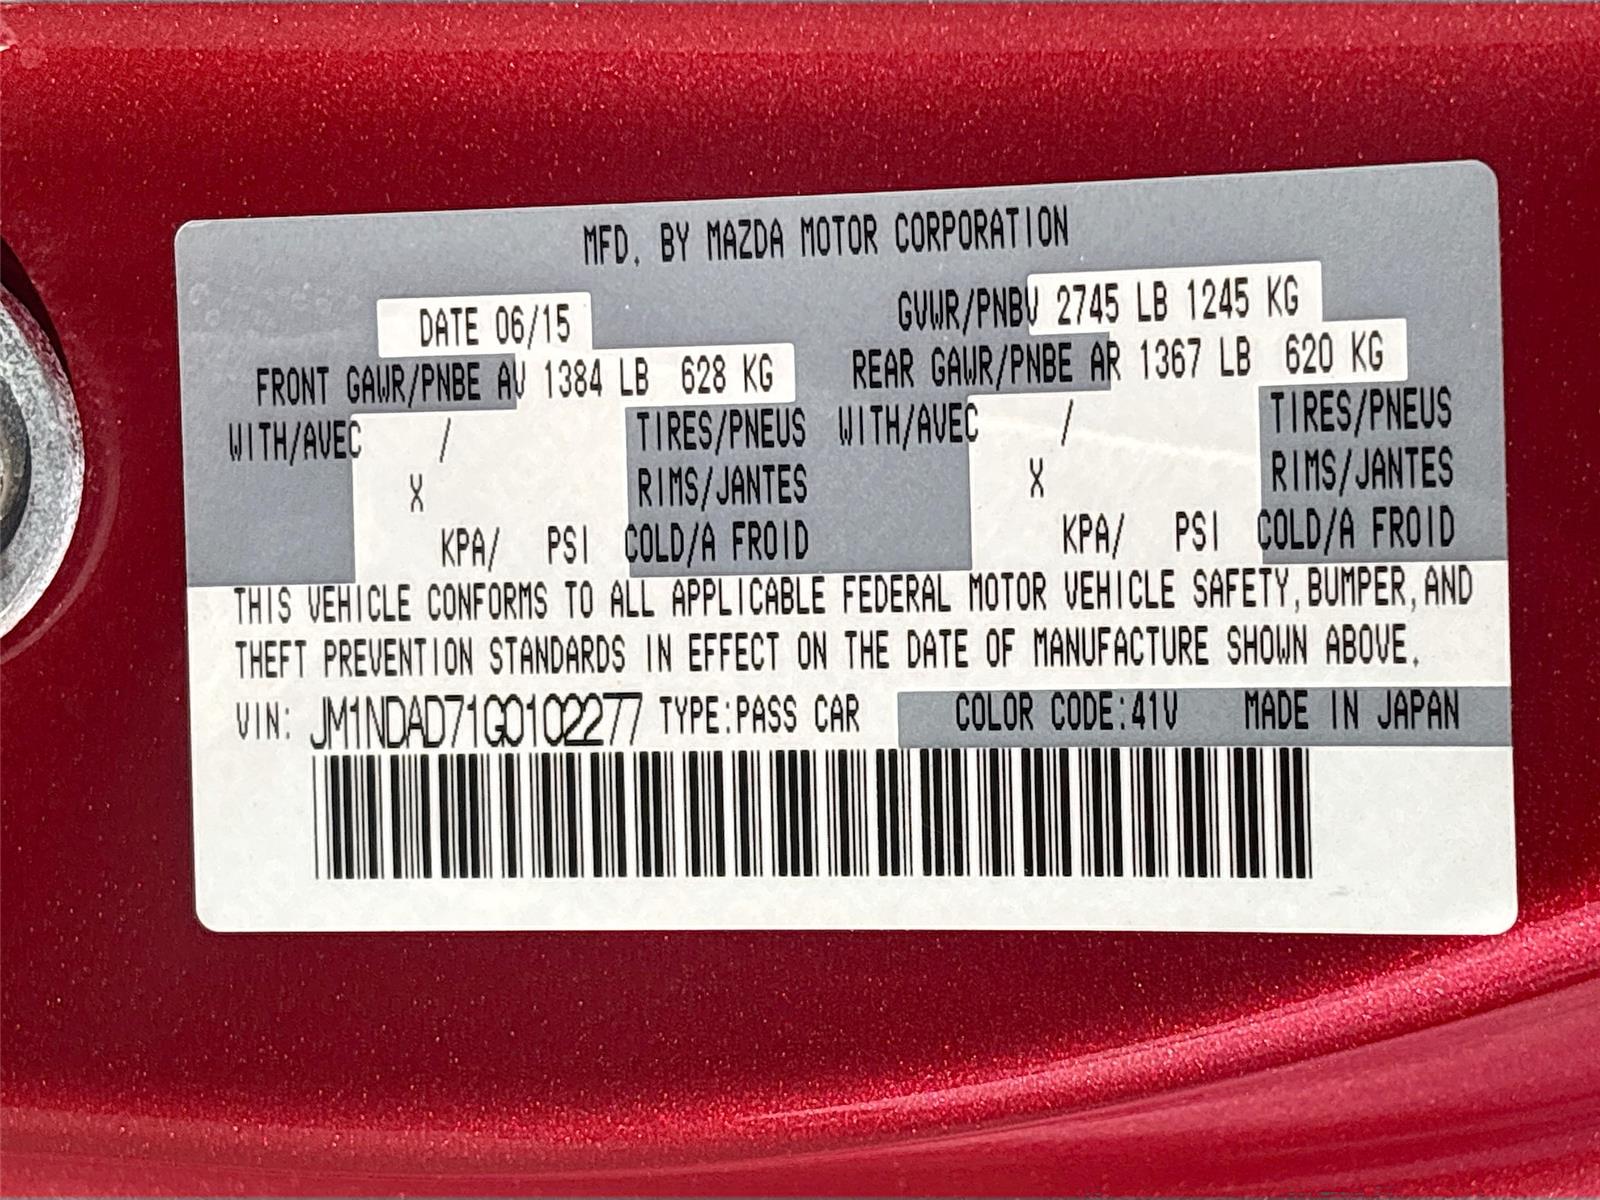 MFD. BY MAZDA MOTOR CORPORATION
DATE 06/15 GVWR/PNBV 2745 LB 1245 KG
FRONT GAWR/PNBE AV 1384 LB 628 KG REAR GAWR/PNBE AR 1367 LB 620 KG
WITH/AVEC / TIRES/PNEUS WITH/AVEC / TIRES/PNEUS
X RIMS/JANTES X RIMS/JANTES
KPA/ PSI COLD/A FROID KPA/ PSI COLD/A FROID
THIS VEHICLE CONFORMS TO ALL APPLICABLE FEDERAL MOTOR VEHICLE SAFETY, BUMPER, AND
THEFT PREVENTION STANDARDS IN EFFECT ON THE DATE OF MANUFACTURE SHOWN ABOVE.
VIN: JM1NDAD71G0102277 TYPE:PASS CAR COLOR CODE:41V MADE IN JAPAN